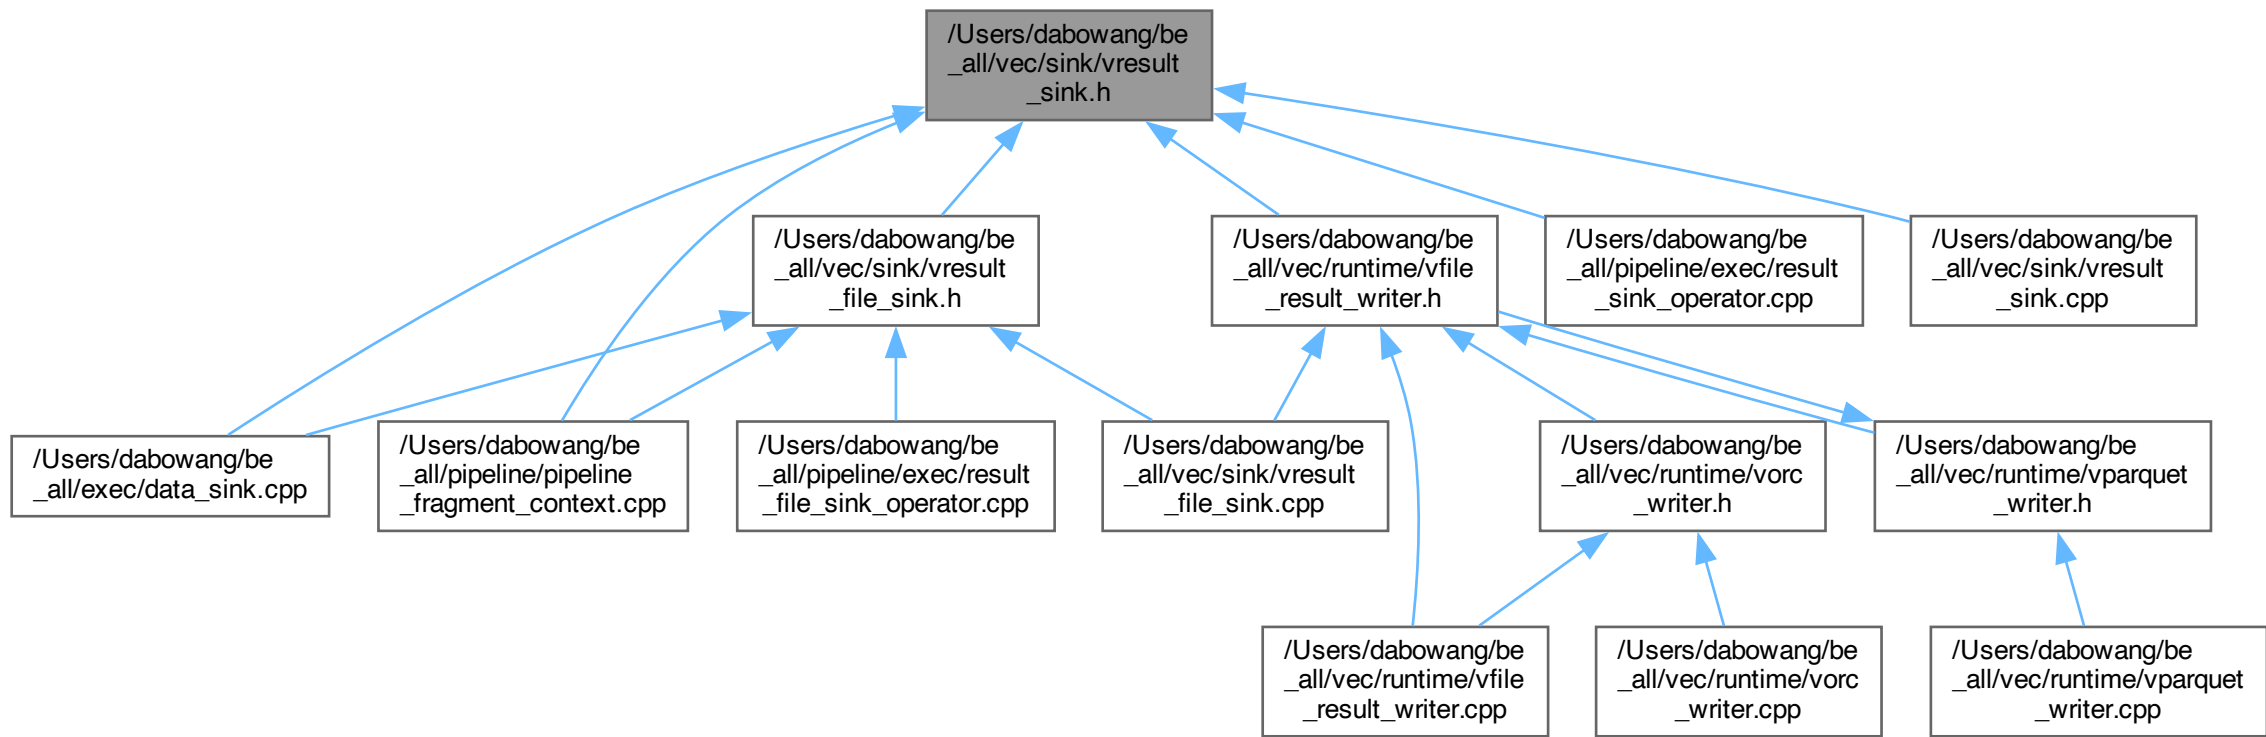 /Users/dabowang/be
_all/vec/sink/vresult
_sink.h
/Users/dabowang/be
_all/vec/sink/vresult
_file_sink.h
/Users/dabowang/be
_all/vec/runtime/vfile
_result_writer.h
/Users/dabowang/be
_all/pipeline/exec/result
_sink_operator.cpp
/Users/dabowang/be
_all/vec/sink/vresult
_sink.cpp
/Users/dabowang/be
_all/exec/data_sink.cpp
/Users/dabowang/be
_all/pipeline/pipeline
_fragment_context.cpp
/Users/dabowang/be
_all/pipeline/exec/result
_file_sink_operator.cpp
/Users/dabowang/be
_all/vec/sink/vresult
_file_sink.cpp
/Users/dabowang/be
_all/vec/runtime/vorc
_writer.h
/Users/dabowang/be
_all/vec/runtime/vparquet
_writer.h
/Users/dabowang/be
_all/vec/runtime/vfile
_result_writer.cpp
/Users/dabowang/be
_all/vec/runtime/vorc
_writer.cpp
/Users/dabowang/be
_all/vec/runtime/vparquet
_writer.cpp